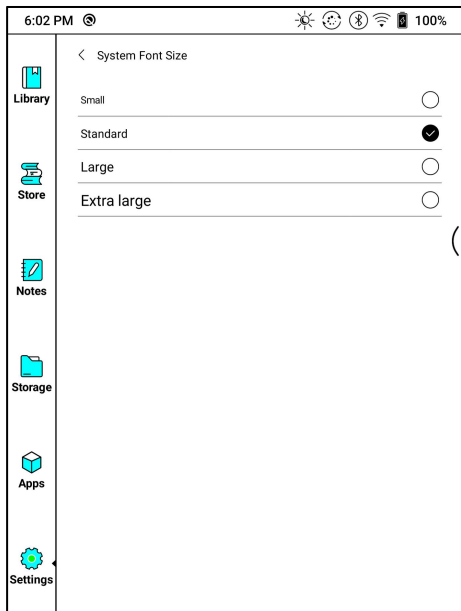 6:02 PM 100%
System Font Size
Small
Standard
Large
Extra large
Library
Store
Notes
Storage
Apps
Settings